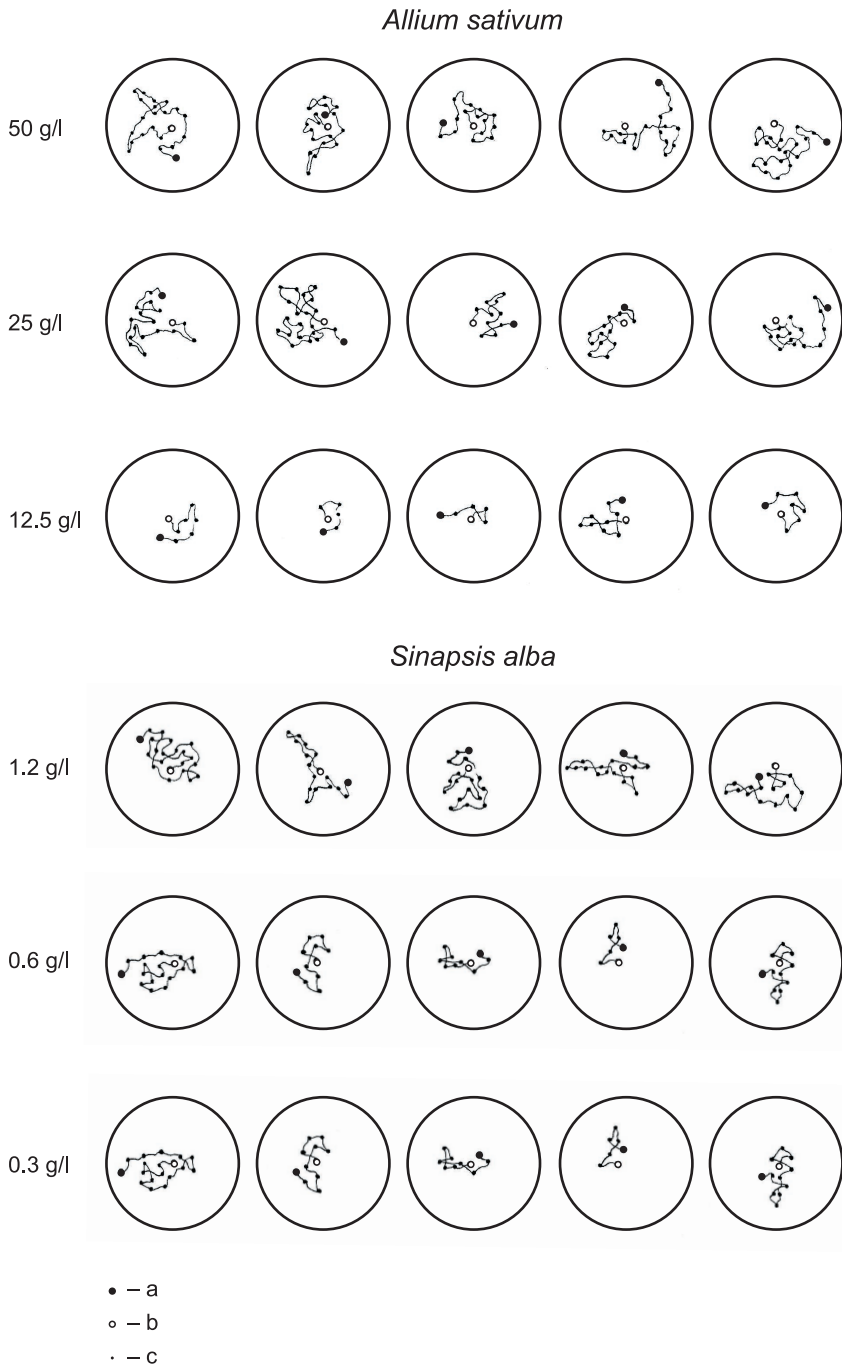 Allium sativum
50 g/l
25 g/l
12.5 g/l
Sinapsis alba
1.2 g/l
0.6 g/l
0.3 g/l
– a
– b
– c